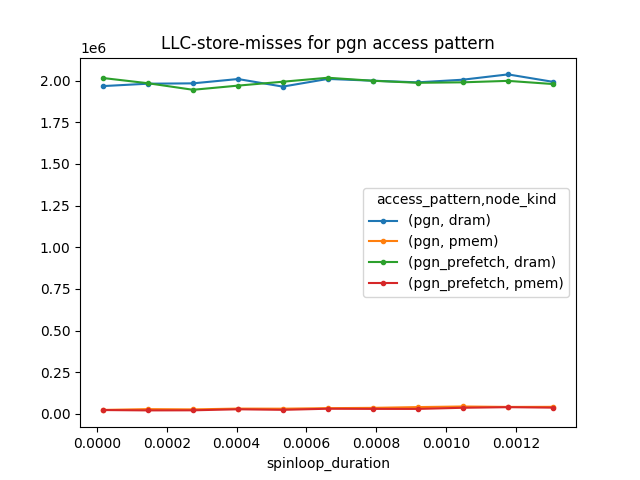 LLC-store-misses for pgn access pattern
1e6
2.00
1.75
1.50
1.25
1.00
0.75
0.50
0.25
0.00
access_pattern,node_kind
(pgn, dram)
(pgn, pmem)
(pgn_prefetch, dram)
(pgn_prefetch, pmem)
0.0000 0.0002 0.0004 0.0006 0.0008 0.0010 0.0012
spinloop_duration